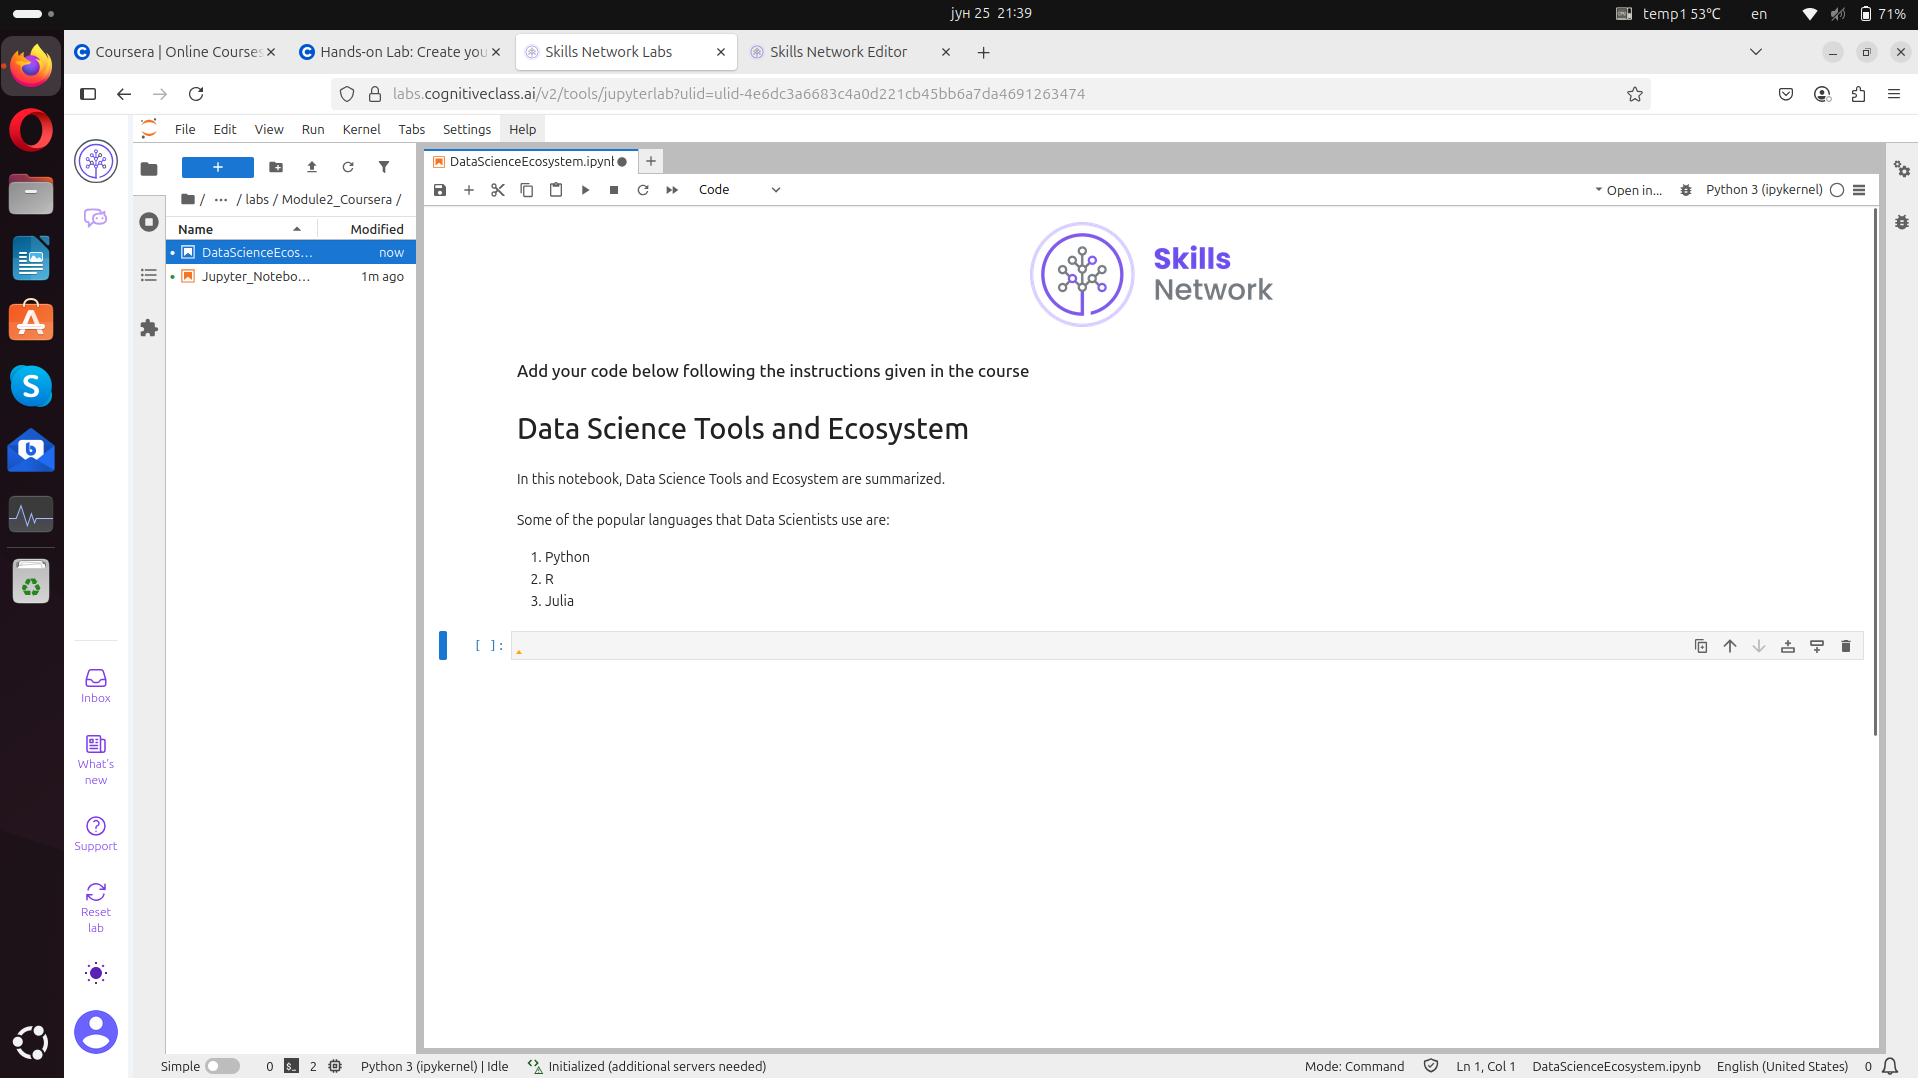 јун 25 21:39
temp1 53°C
en
71%
Coursera | Online Courses
Hands-on Lab: Create you
Skills Network Labs
Skills Network Editor
labs.cognitiveclass.ai/v2/tools/jupyterlab?ulid=ulid-4e6dc3a6683c4a0d221cb45bb6a7da4691263474
File Edit View Run Kernel Tabs Settings Help
/ ··· / labs / Module2_Coursera /
Name Modified
DataScienceEcos… now
Jupyter_Notebo… 1m ago
DataScienceEcosystem.ipynb
Code
Open in...
Python 3 (ipykernel)
Skills
Network
Add your code below following the instructions given in the course
Data Science Tools and Ecosystem
In this notebook, Data Science Tools and Ecosystem are summarized.
Some of the popular languages that Data Scientists use are:
1. Python
2. R
3. Julia
[ ]:
Inbox
What's
new
Support
Reset
lab
Simple
0
2
Python 3 (ipykernel) | Idle
Initialized (additional servers needed)
Mode: Command
Ln 1, Col 1
DataScienceEcosystem.ipynb
English (United States)
0